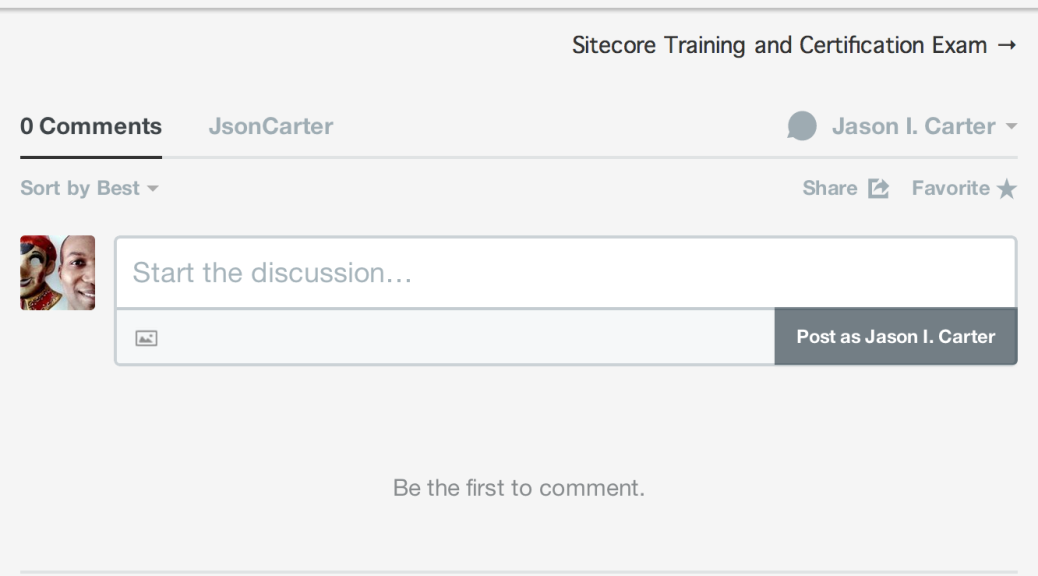 Sitecore Training and Certification Exam →
0 Comments JsonCarter Jason I. Carter
Sort by Best Share Favorite
Start the discussion…
Post as Jason I. Carter
Be the first to comment.